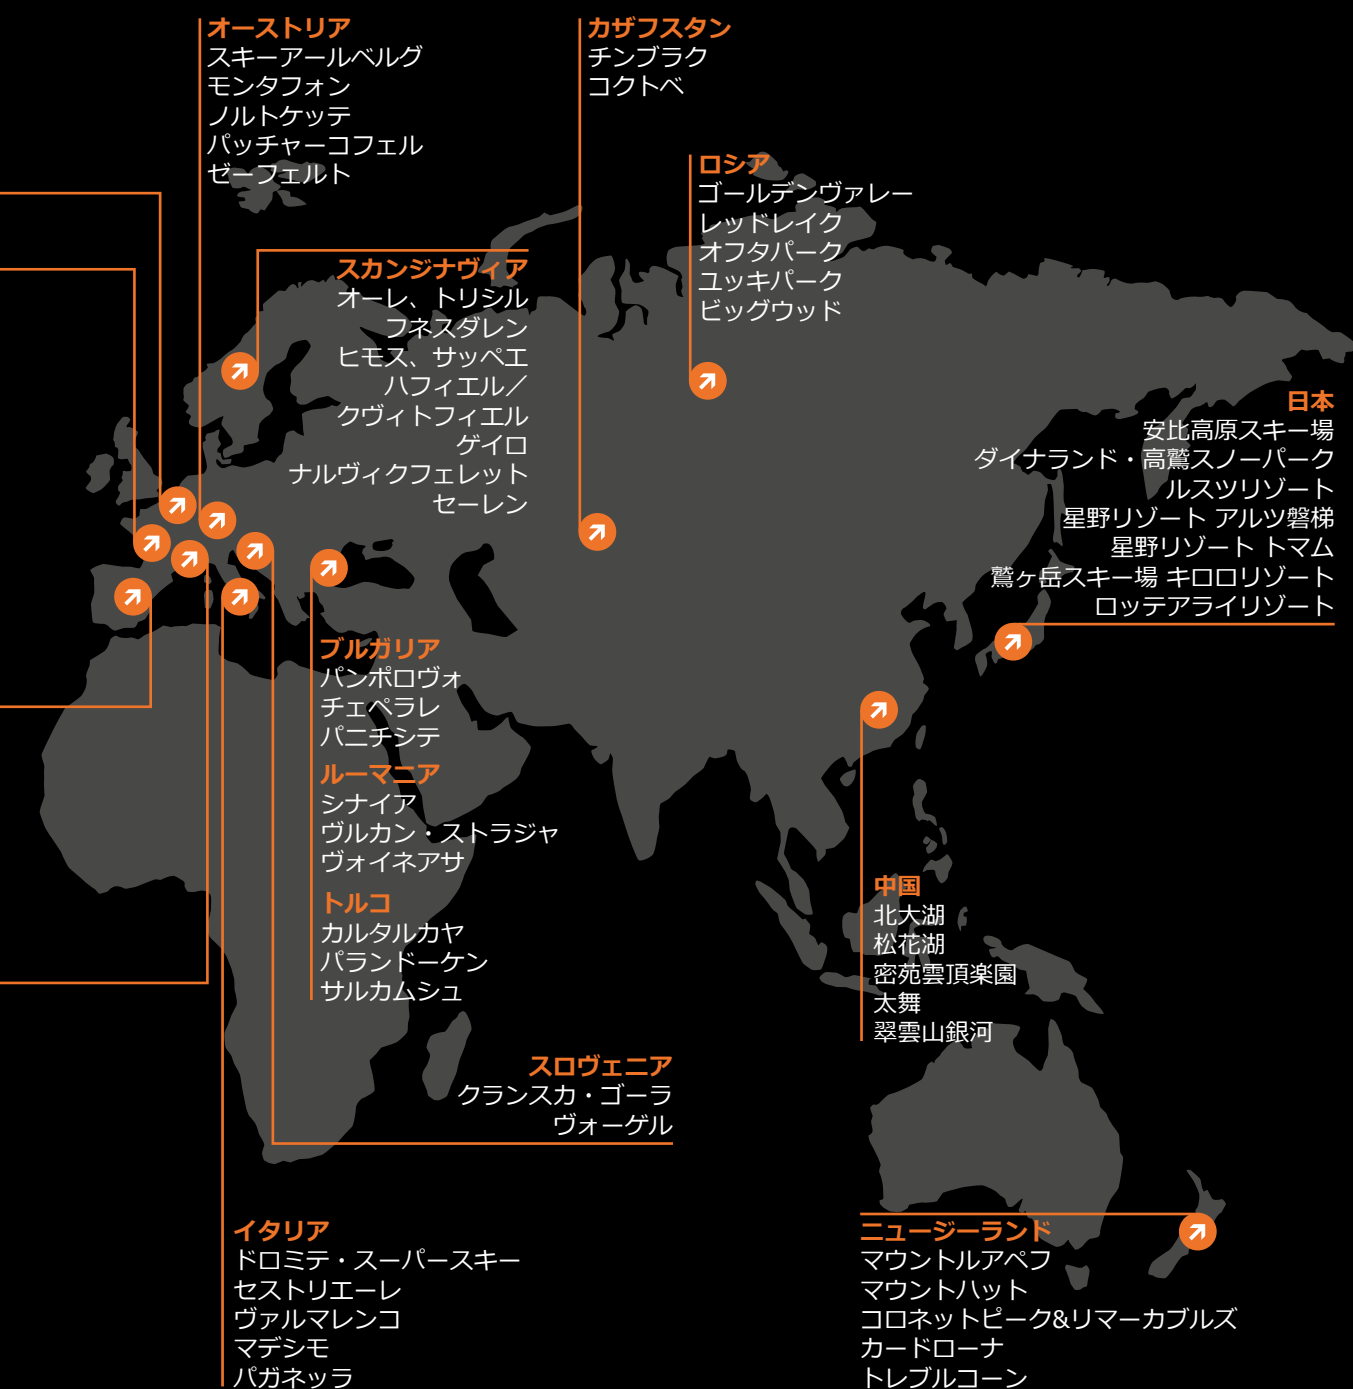 オーストリア
スキーアールベルグ
モンタフォン
ノルトケッテ
パッチャーコフェル
ゼーフェルト
カザフスタン
チンブラク
コクトベ
ロシア
ゴールデンヴァレー
レッドレイク
オフタパーク
ユッキパーク
ビッグウッド
スカンジナヴィア
オーレ、トリシル
フネスダレン
ヒモス、サッペエ
ハフィエル／
クヴィトフィエル
ゲイロ
ナルヴィクフェレット
セーレン
日本
安比高原スキー場
ダイナランド・高鷲スノーパーク
ルスツリゾート
星野リゾート アルツ磐梯
星野リゾート トマム
鷲ヶ岳スキー場 キロロリゾート
ロッテアライリゾート
ブルガリア
パンポロヴォ
チェペラレ
パニチシテ
ルーマニア
シナイア
ヴルカン・ストラジャ
ヴォイネアサ
トルコ
カルタルカヤ
パランドーケン
サルカムシュ
中国
北大湖
松花湖
密苑雲頂楽園
太舞
翠雲山銀河
スロヴェニア
クランスカ・ゴーラ
ヴォーゲル
イタリア
ドロミテ・スーパースキー
セストリエーレ
ヴァルマレンコ
マデシモ
パガネッラ
ニュージーランド
マウントルアペフ
マウントハット
コロネットピーク&リマーカブルズ
カードローナ
トレブルコーン